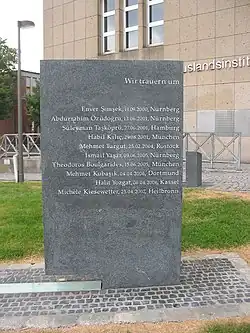 uslandsinstitu
Wir trauern um
Enver Şimşek, 11.09.2000, Nürnberg
Abdurrahim Özüdoğru, 13.06.2001, Nürnberg
Süleyman Taşköprü, 27.06.2001, Hamburg
Habil Kılıç, 29.08.2001, München
Mehmet Turgut, 25.02.2004, Rostock
İsmail Yaşar, 09.06.2005, Nürnberg
Theodoros Boulgarides, 15.06.2005, München
Mehmet Kubaşık, 04.04.2006, Dortmund
Halit Yozgat, 06.04.2006, Kassel
Michèle Kiesewetter, 25.04.2007, Heilbronn